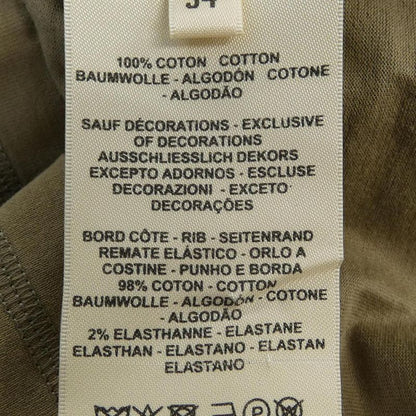 34
100% COTON COTTON
BAUMWOLLE - ALGODÓN COTONE
- ALGODÃO
SAUF DÉCORATIONS - EXCLUSIVE
OF DECORATIONS
AUSSCHLIESSLICH DEKORS
EXCEPTO ADORNOS - ESCLUSE
DECORAZIONI - EXCETO
DECORAÇÕES
BORD CÔTE - RIB - SEITENRAND
REMATE ELÁSTICO - ORLO A
COSTINE - PUNHO E BORDA
98% COTON - COTTON
BAUMWOLLE - ALGODÓN - COTONE
- ALGODÃO
2% ELASTHANNE - ELASTANE
ELASTHAN - ELASTANO - ELASTAN
ELASTANO
P